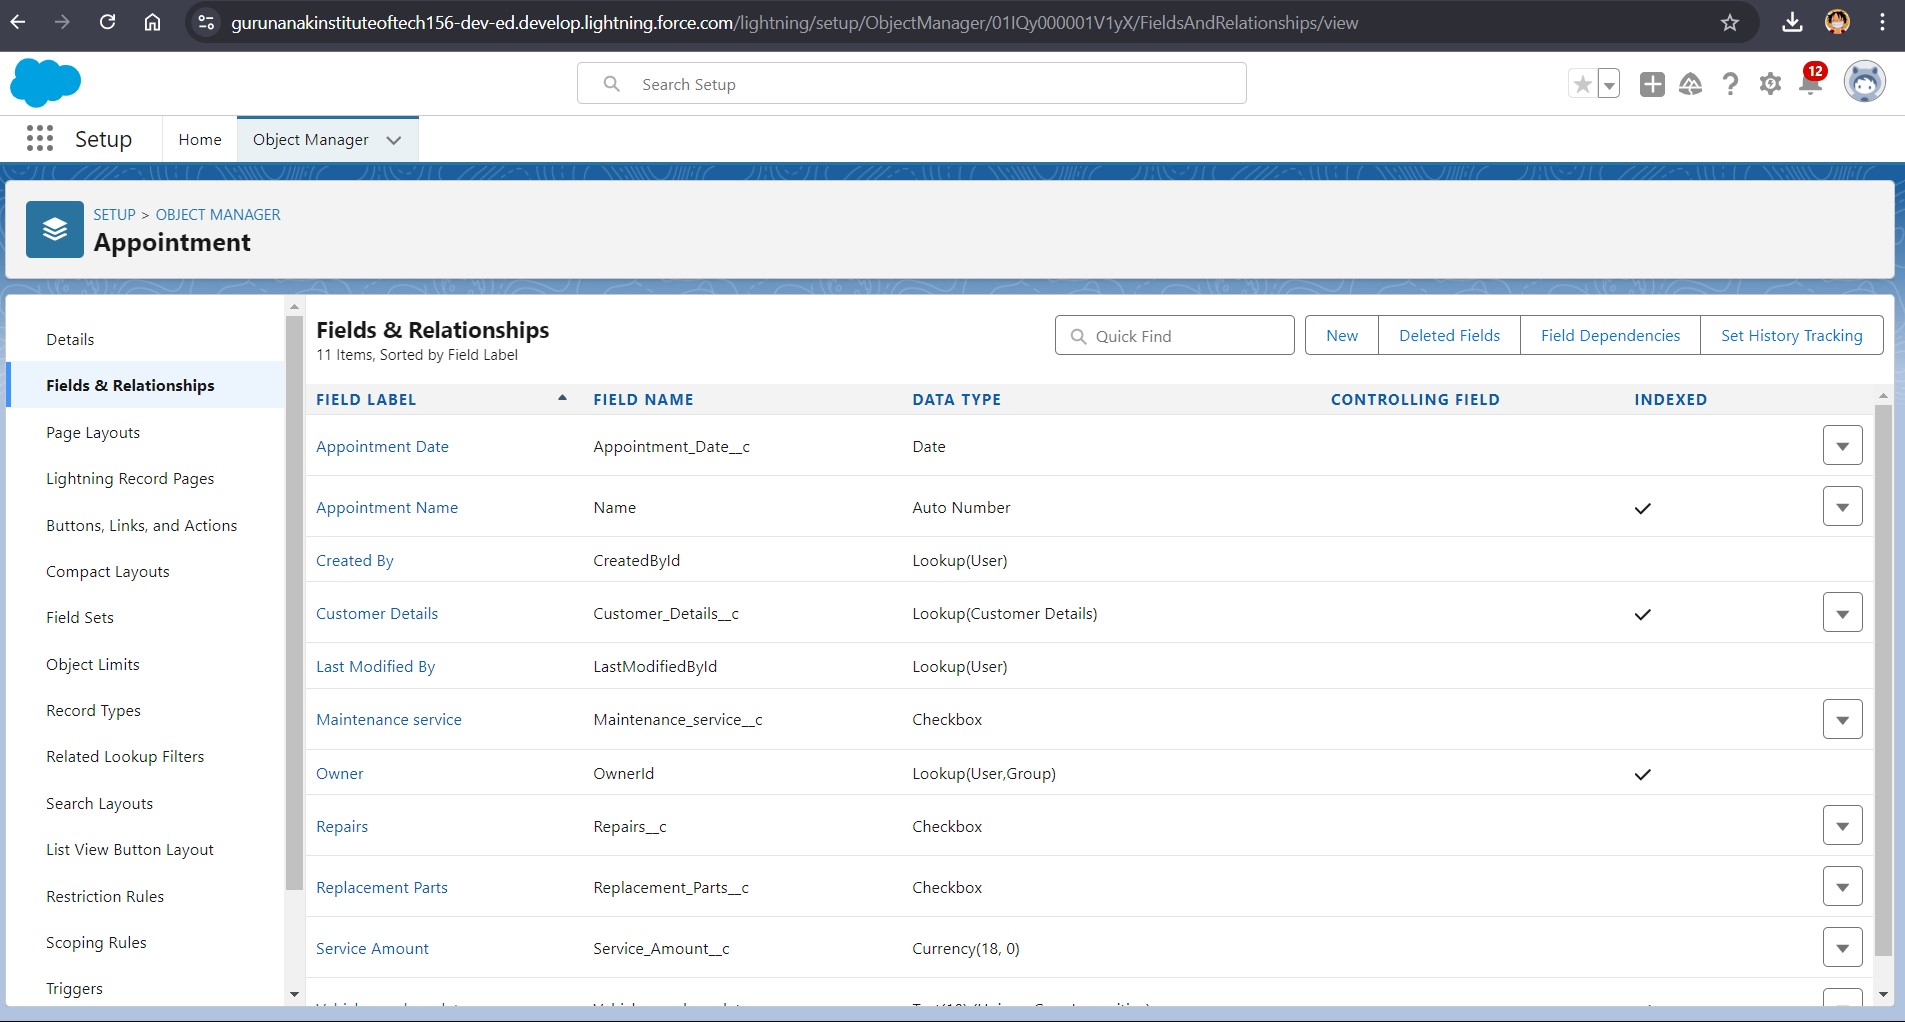 gurunanakinstituteoftech156-dev-ed.develop.lightning.force.com/lightning/setup/ObjectManager/01IQy000001V1yX/FieldsAndRelationships/view
Search Setup
12
Setup
Home
Object Manager
SETUP > OBJECT MANAGER
Appointment
Details
Fields & Relationships
Page Layouts
Lightning Record Pages
Buttons, Links, and Actions
Compact Layouts
Field Sets
Object Limits
Record Types
Related Lookup Filters
Search Layouts
List View Button Layout
Restriction Rules
Scoping Rules
Triggers
Fields & Relationships
11 Items, Sorted by Field Label
Quick Find
New
Deleted Fields
Field Dependencies
Set History Tracking
FIELD LABEL FIELD NAME DATA TYPE CONTROLLING FIELD INDEXED
Appointment Date Appointment_Date__c Date
Appointment Name Name Auto Number
Created By CreatedById Lookup(User)
Customer Details Customer_Details__c Lookup(Customer Details)
Last Modified By LastModifiedById Lookup(User)
Maintenance service Maintenance_service__c Checkbox
Owner OwnerId Lookup(User,Group)
Repairs Repairs__c Checkbox
Replacement Parts Replacement_Parts__c Checkbox
Service Amount Service_Amount__c Currency(18, 0)